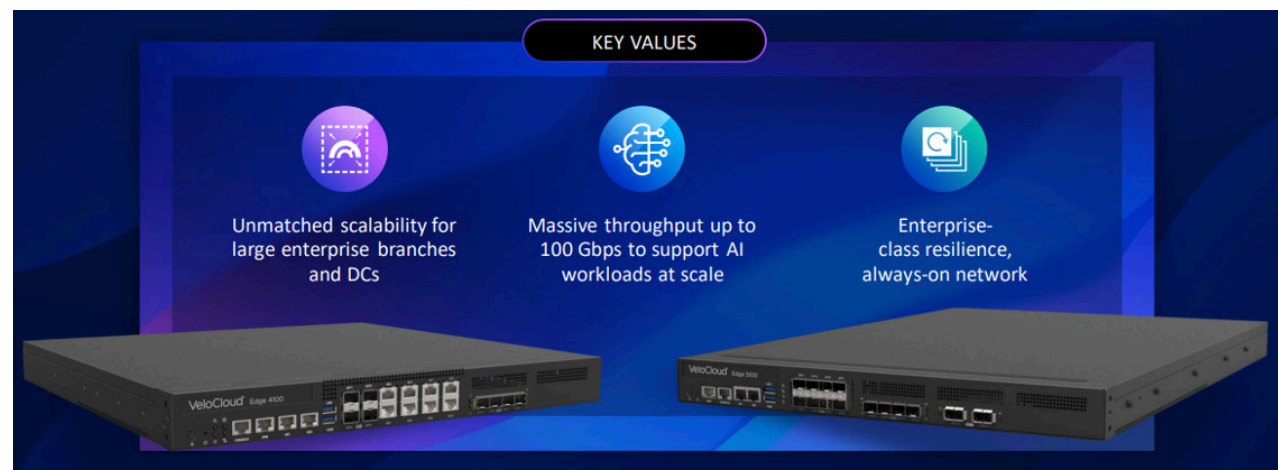 KEY VALUES
Unmatched scalability for
large enterprise branches
and DCs
Massive throughput up to
100 Gbps to support AI
workloads at scale
Enterprise-
class resilience,
always-on network
VeloCloud Edge 4100
VeloCloud Edge 5100